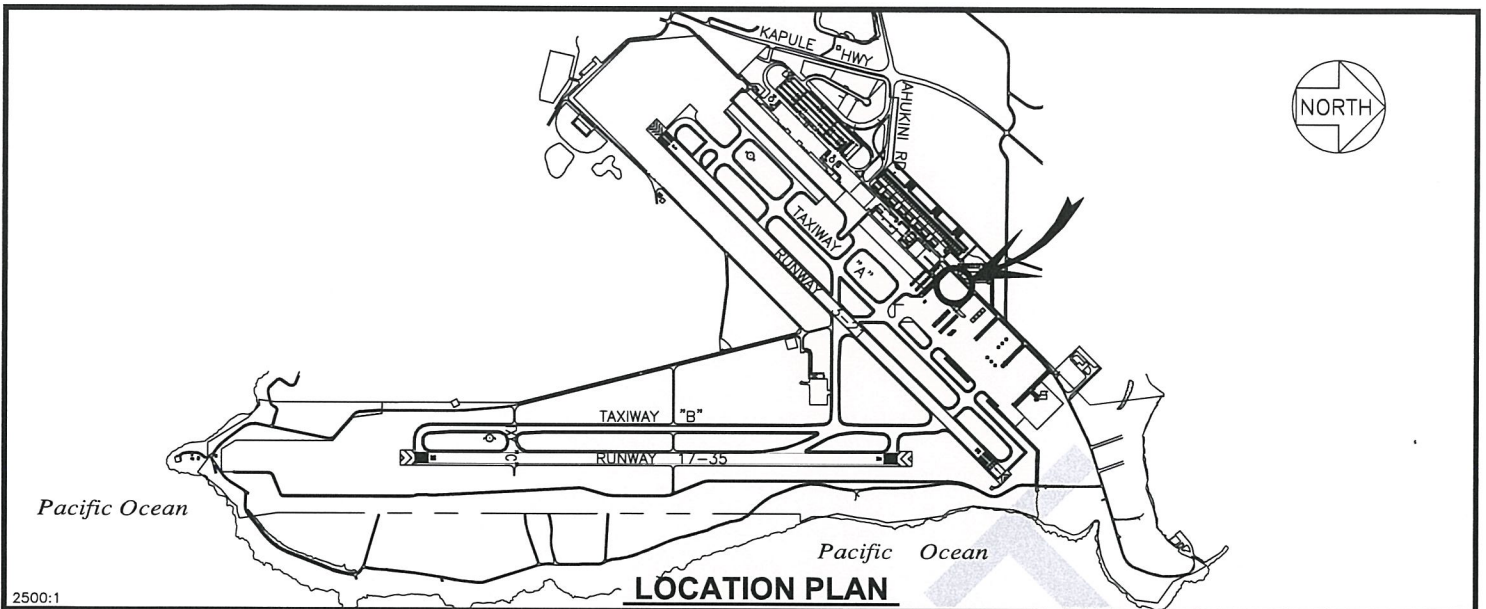 KAPULE HWY
AHUKINI RD
NORTH
TAXIWAY "A"
RUNWAY
TAXIWAY "B"
"C"
RUNWAY 17-35
Pacific Ocean
Pacific Ocean
LOCATION PLAN
2500:1